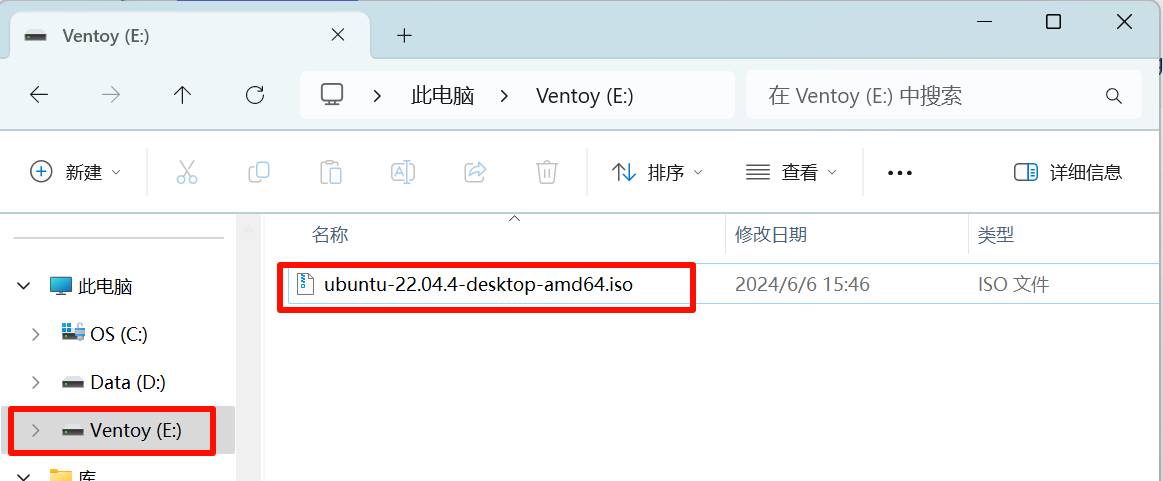 Ventoy (E:)
此电脑 Ventoy (E:) 在 Ventoy (E:) 中搜索
新建 排序 查看 详细信息
名称 修改日期 类型
ubuntu-22.04.4-desktop-amd64.iso 2024/6/6 15:46 ISO 文件
此电脑
OS (C:)
Data (D:)
Ventoy (E:)
库